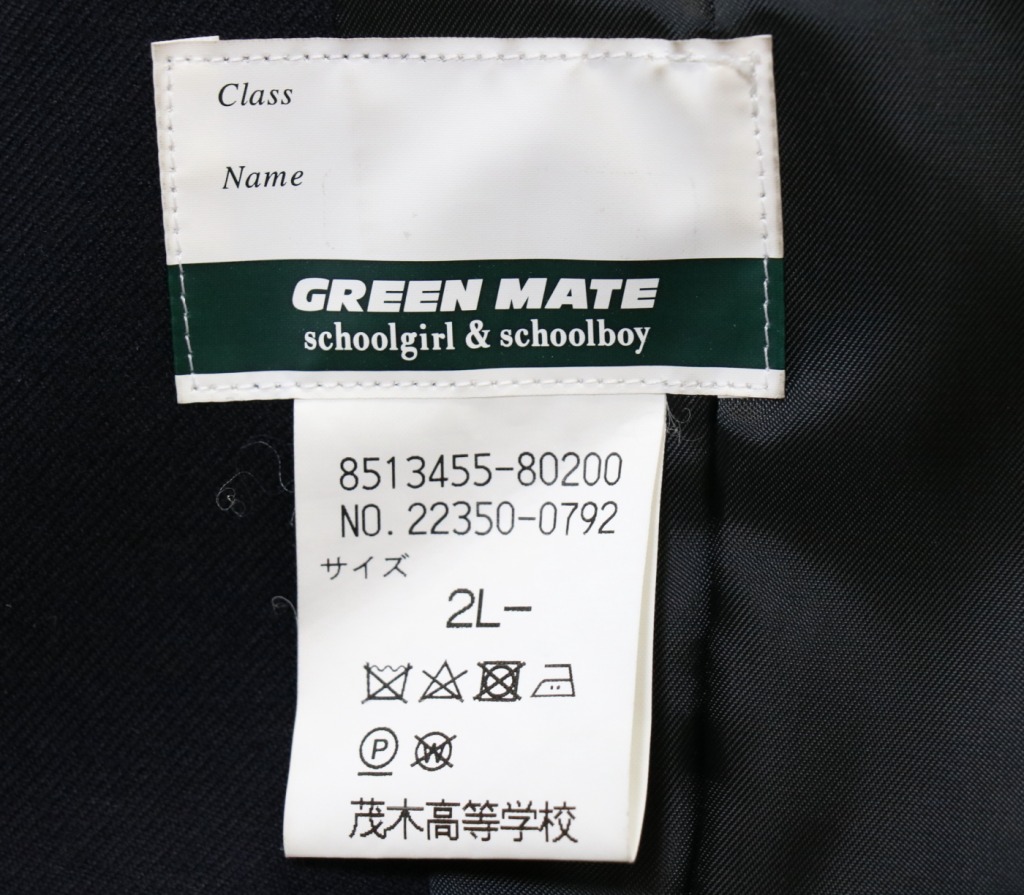 Class
Name
GREEN MATE
schoolgirl & schoolboy
8513455-80200
NO. 22350-0792
サイズ
2L-
P
W
茂木高等学校